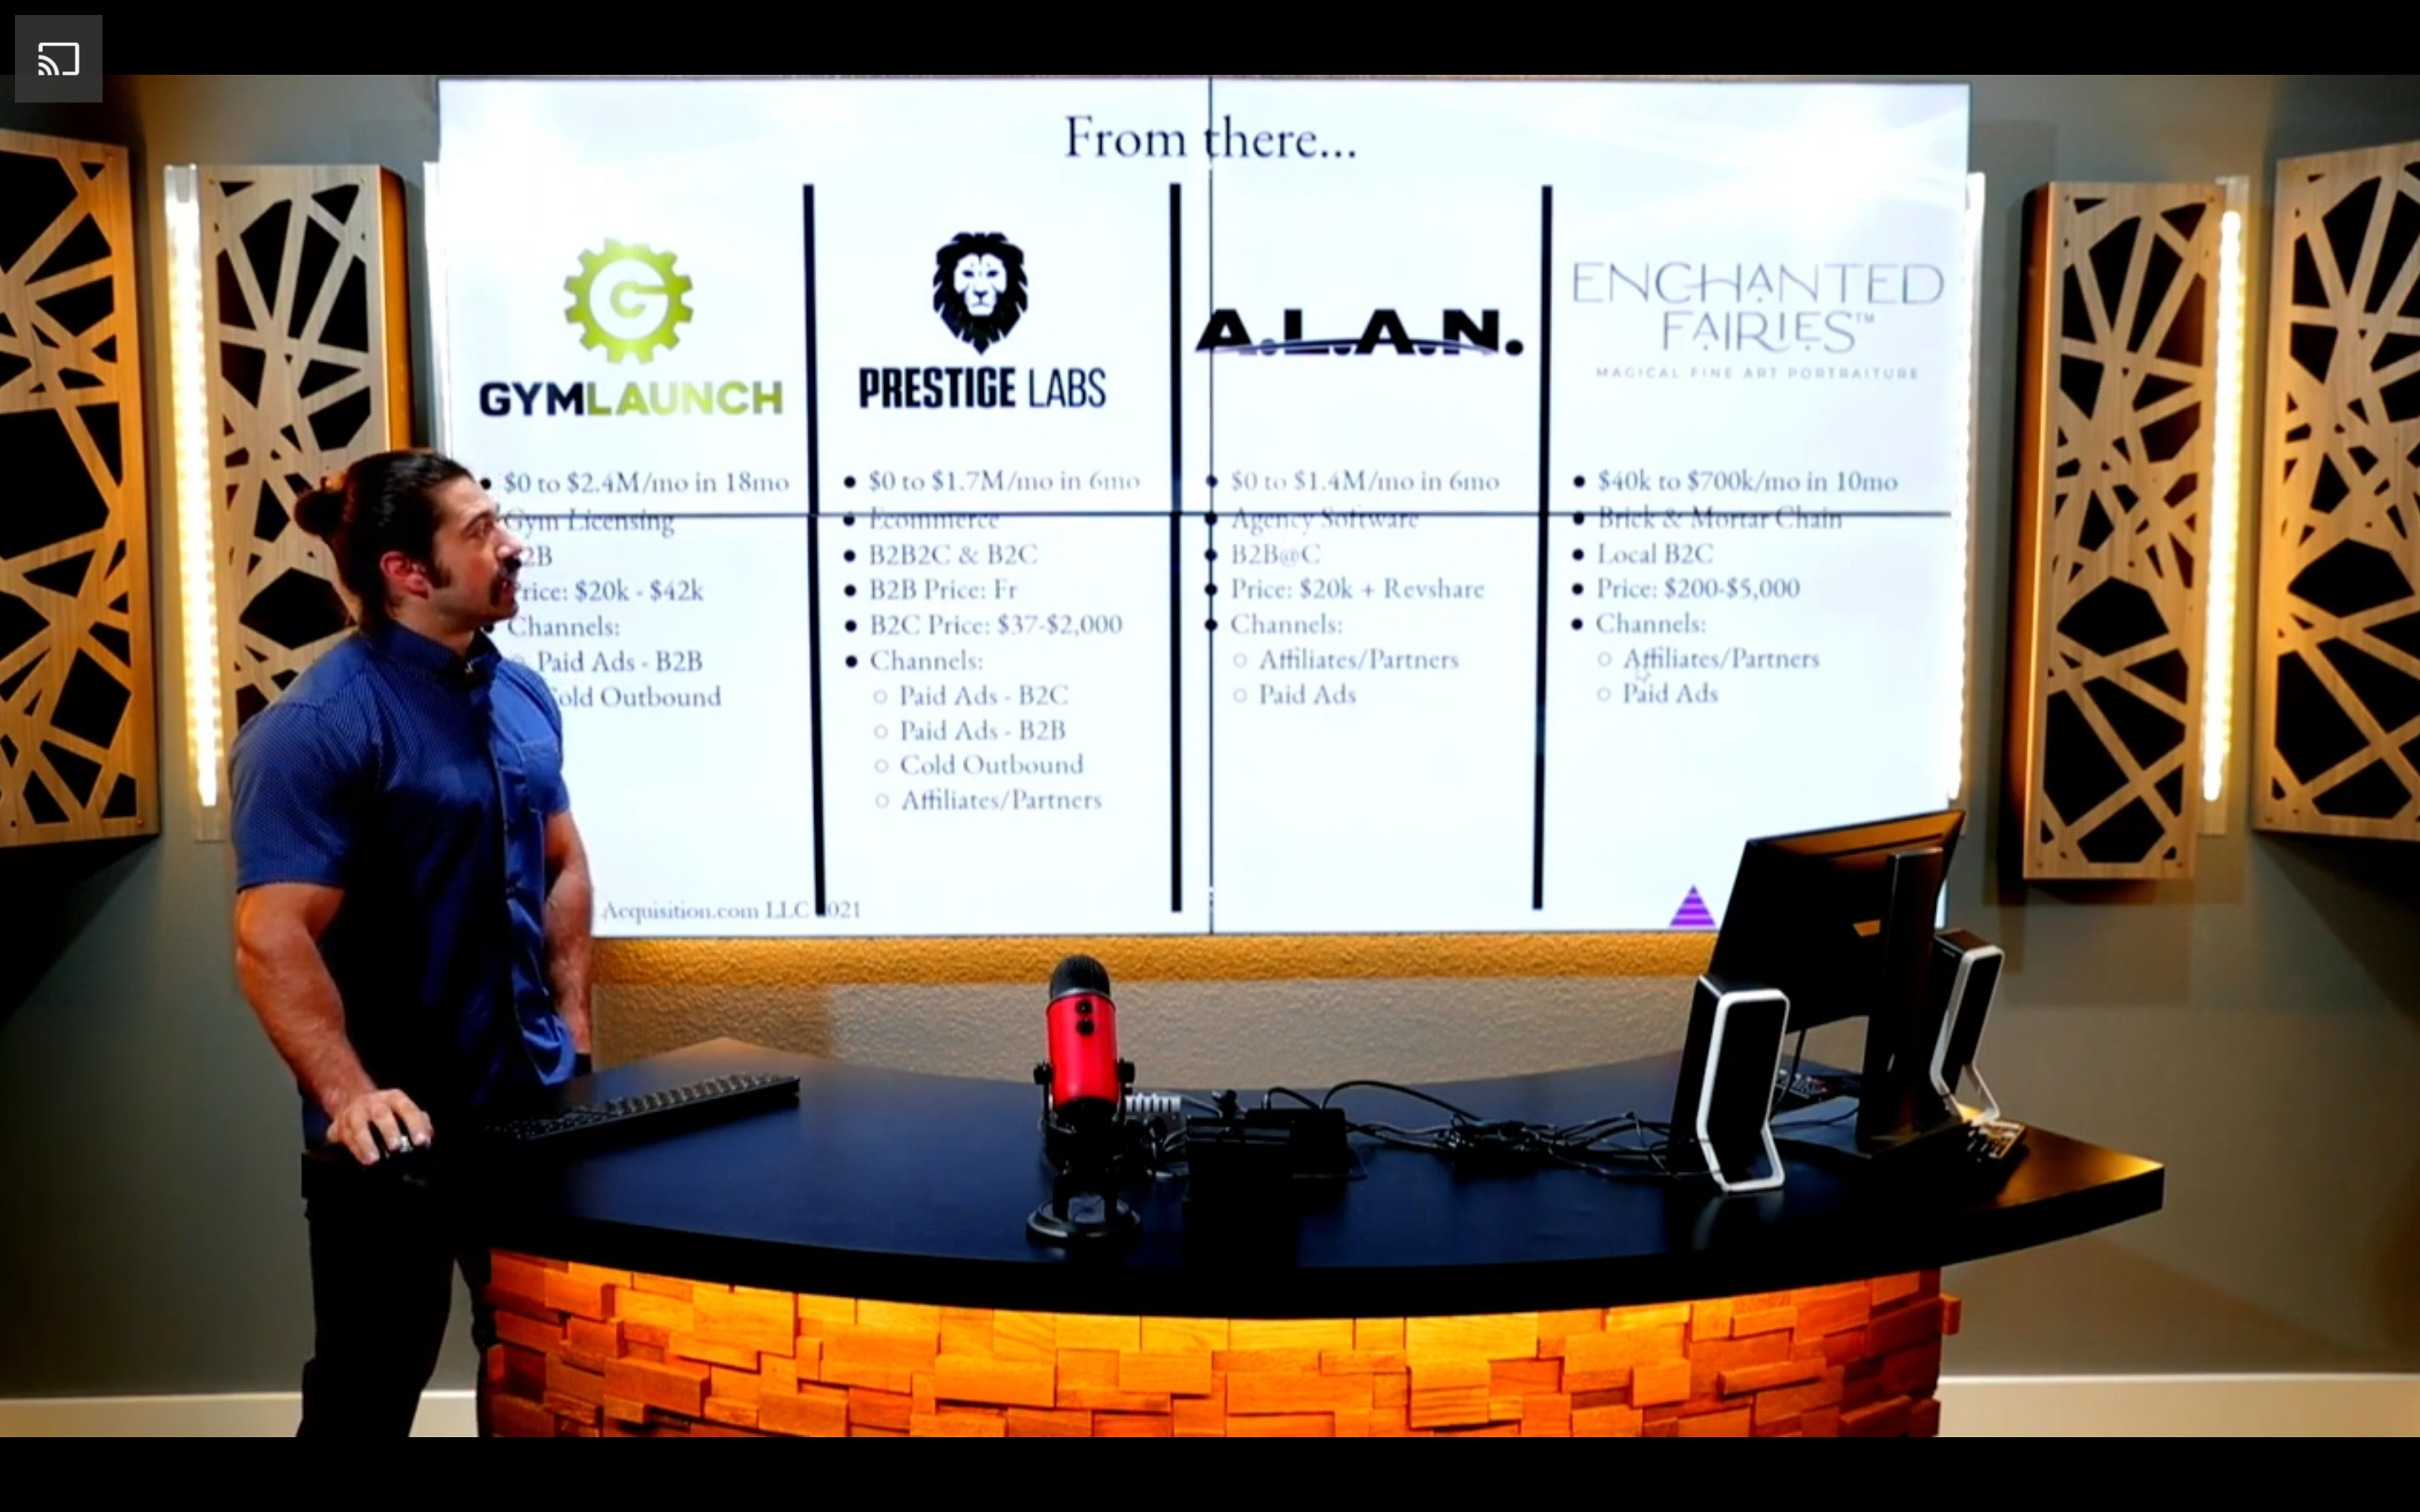 From there...
GYMLAUNCH
$0 to $2.4M/mo in 18mo
Gym Licensing
2B
Price: $20k - $42k
Channels:
Paid Ads - B2B
old Outbound
PRESTIGE LABS
$0 to $1.7M/mo in 6mo
Ecommerce
B2B2C & B2C
B2B Price: Fr
B2C Price: $37-$2,000
Channels:
Paid Ads - B2C
Paid Ads - B2B
Cold Outbound
Affiliates/Partners
A.L.A.N.
$0 to $1.4M/mo in 6mo
Agency Software
B2B@C
Price: $20k + Revshare
Channels:
Affiliates/Partners
Paid Ads
ENCHANTED
FAIRIES™
MAGICAL FINE ART PORTRAITURE
$40k to $700k/mo in 10mo
Brick & Mortar Chain
Local B2C
Price: $200-$5,000
Channels:
Affiliates/Partners
Paid Ads
Acquisition.com LLC 2021